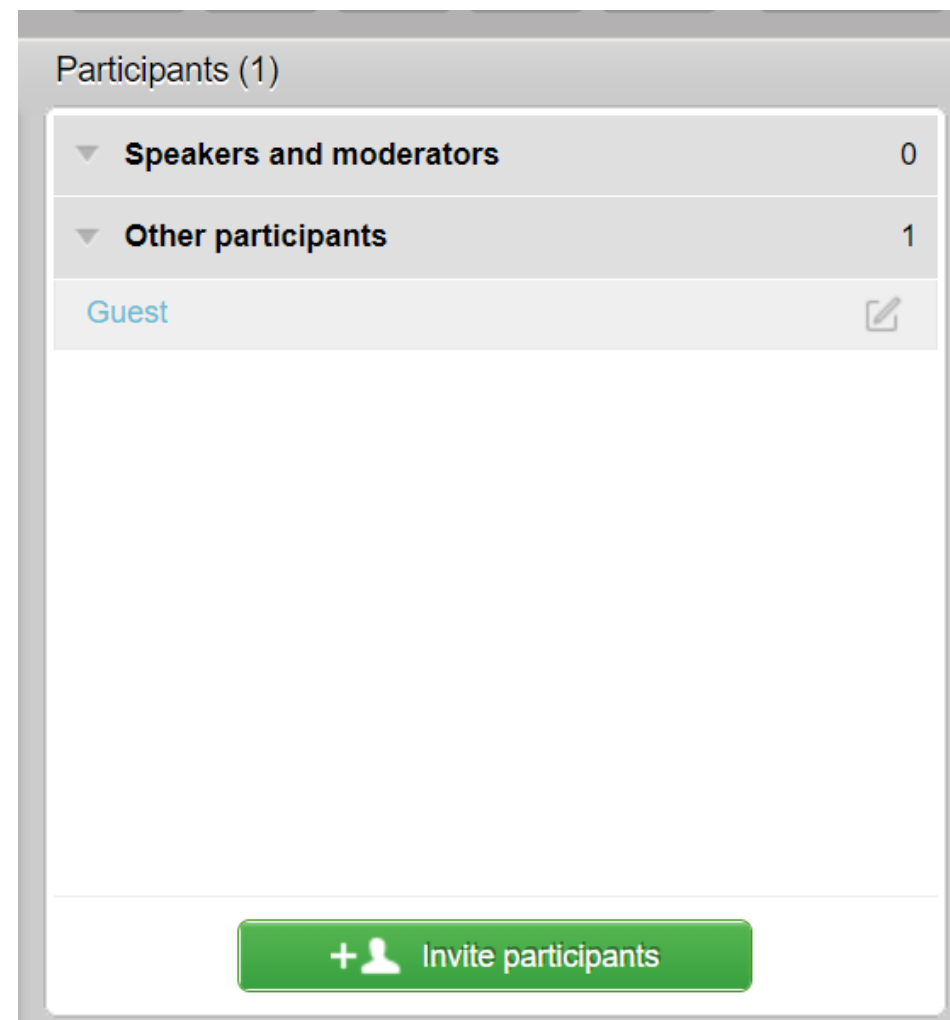 Participants (1)
Speakers and moderators 0
Other participants 1
Guest
Invite participants